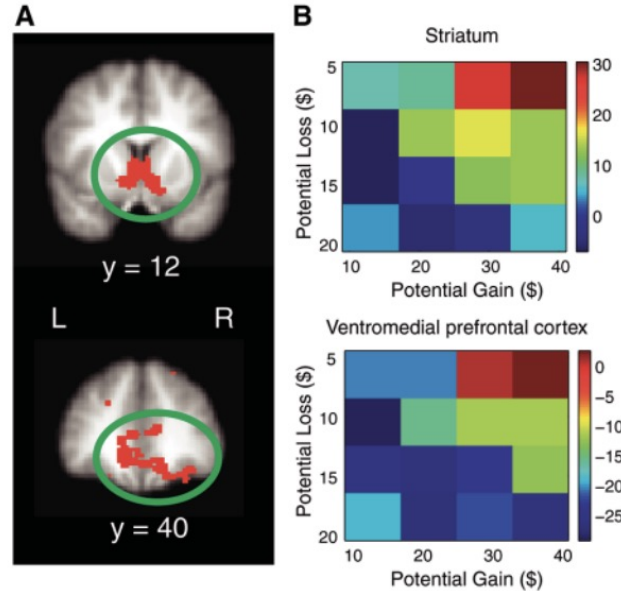 A
y = 12
L R
y = 40
B
Striatum
Potential Loss ($)
5
10
15
20
10 20 30 40
Potential Gain ($)
30
20
10
0
Ventromedial prefrontal cortex
Potential Loss ($)
5
10
15
20
10 20 30 40
Potential Gain ($)
0
−5
−10
−15
−20
−25